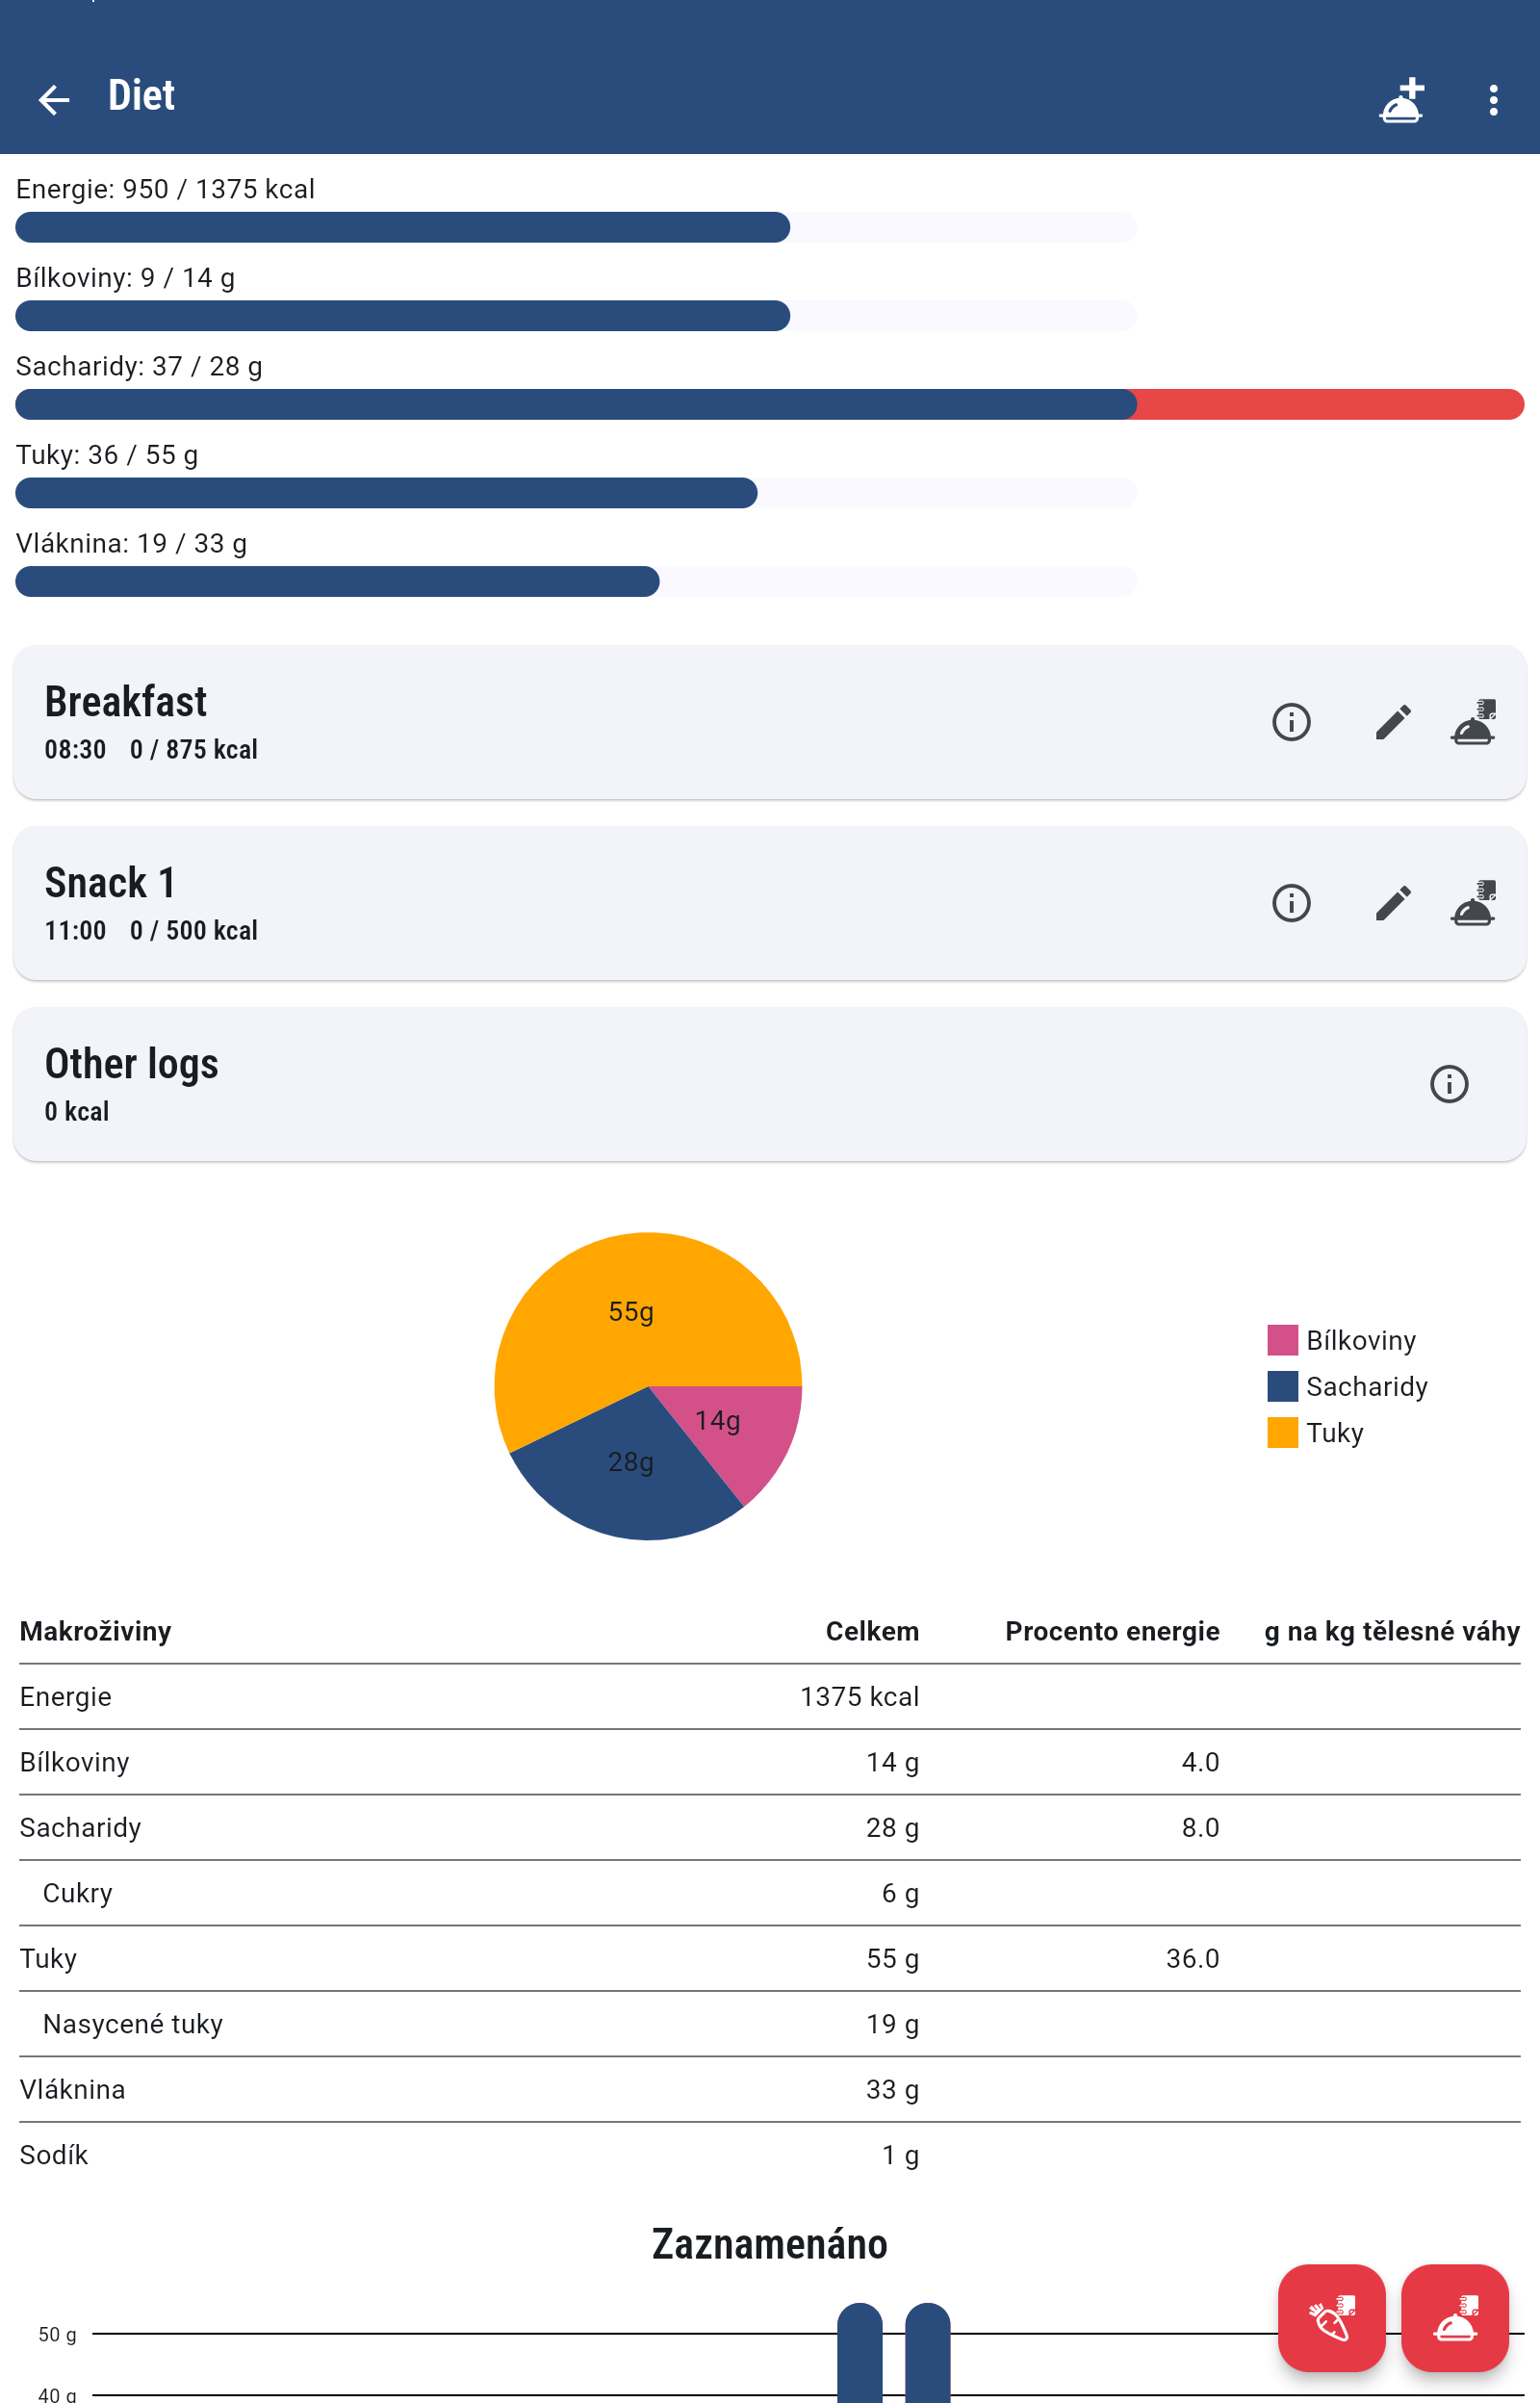 Diet
Energie: 950 / 1375 kcal
Bílkoviny: 9 / 14 g
Sacharidy: 37 / 28 g
Tuky: 36 / 55 g
Vláknina: 19 / 33 g
Breakfast
08:30 0 / 875 kcal
Snack 1
11:00 0 / 500 kcal
Other logs
0 kcal
55g
14g
28g
Bílkoviny
Sacharidy
Tuky
Makroživiny Celkem Procento energie g na kg tělesné váhy
Energie 1375 kcal
Bílkoviny 14 g 4.0
Sacharidy 28 g 8.0
Cukry 6 g
Tuky 55 g 36.0
Nasycené tuky 19 g
Vláknina 33 g
Sodík 1 g
Zaznamenáno
50 g
40 g